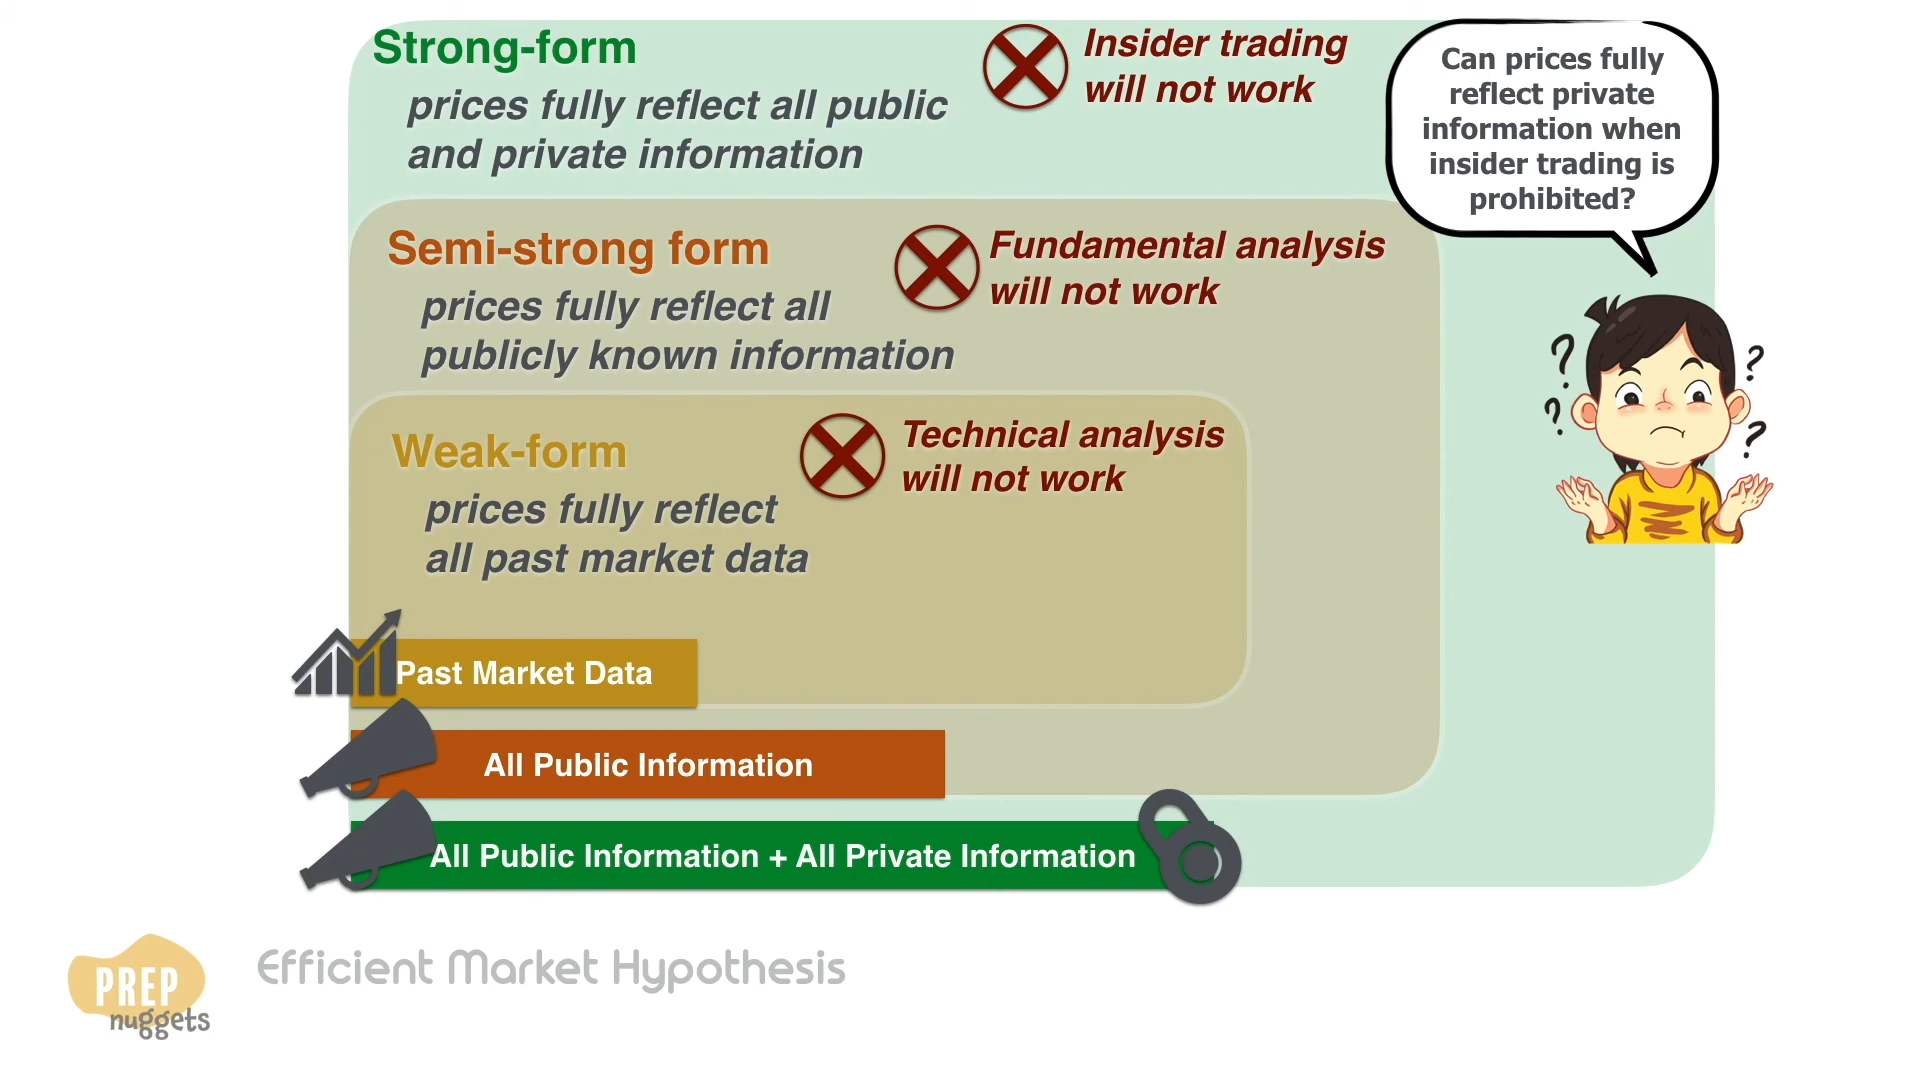 Strong-form
prices fully reflect all public
and private information
Insider trading
will not work
Can prices fully
reflect private
information when
insider trading is
prohibited?
Semi-strong form
prices fully reflect all
publicly known information
Fundamental analysis
will not work
Weak-form
prices fully reflect
all past market data
Technical analysis
will not work
? ?
? ?
Past Market Data
All Public Information
All Public Information + All Private Information
PREP
nuggets
Efficient Market Hypothesis